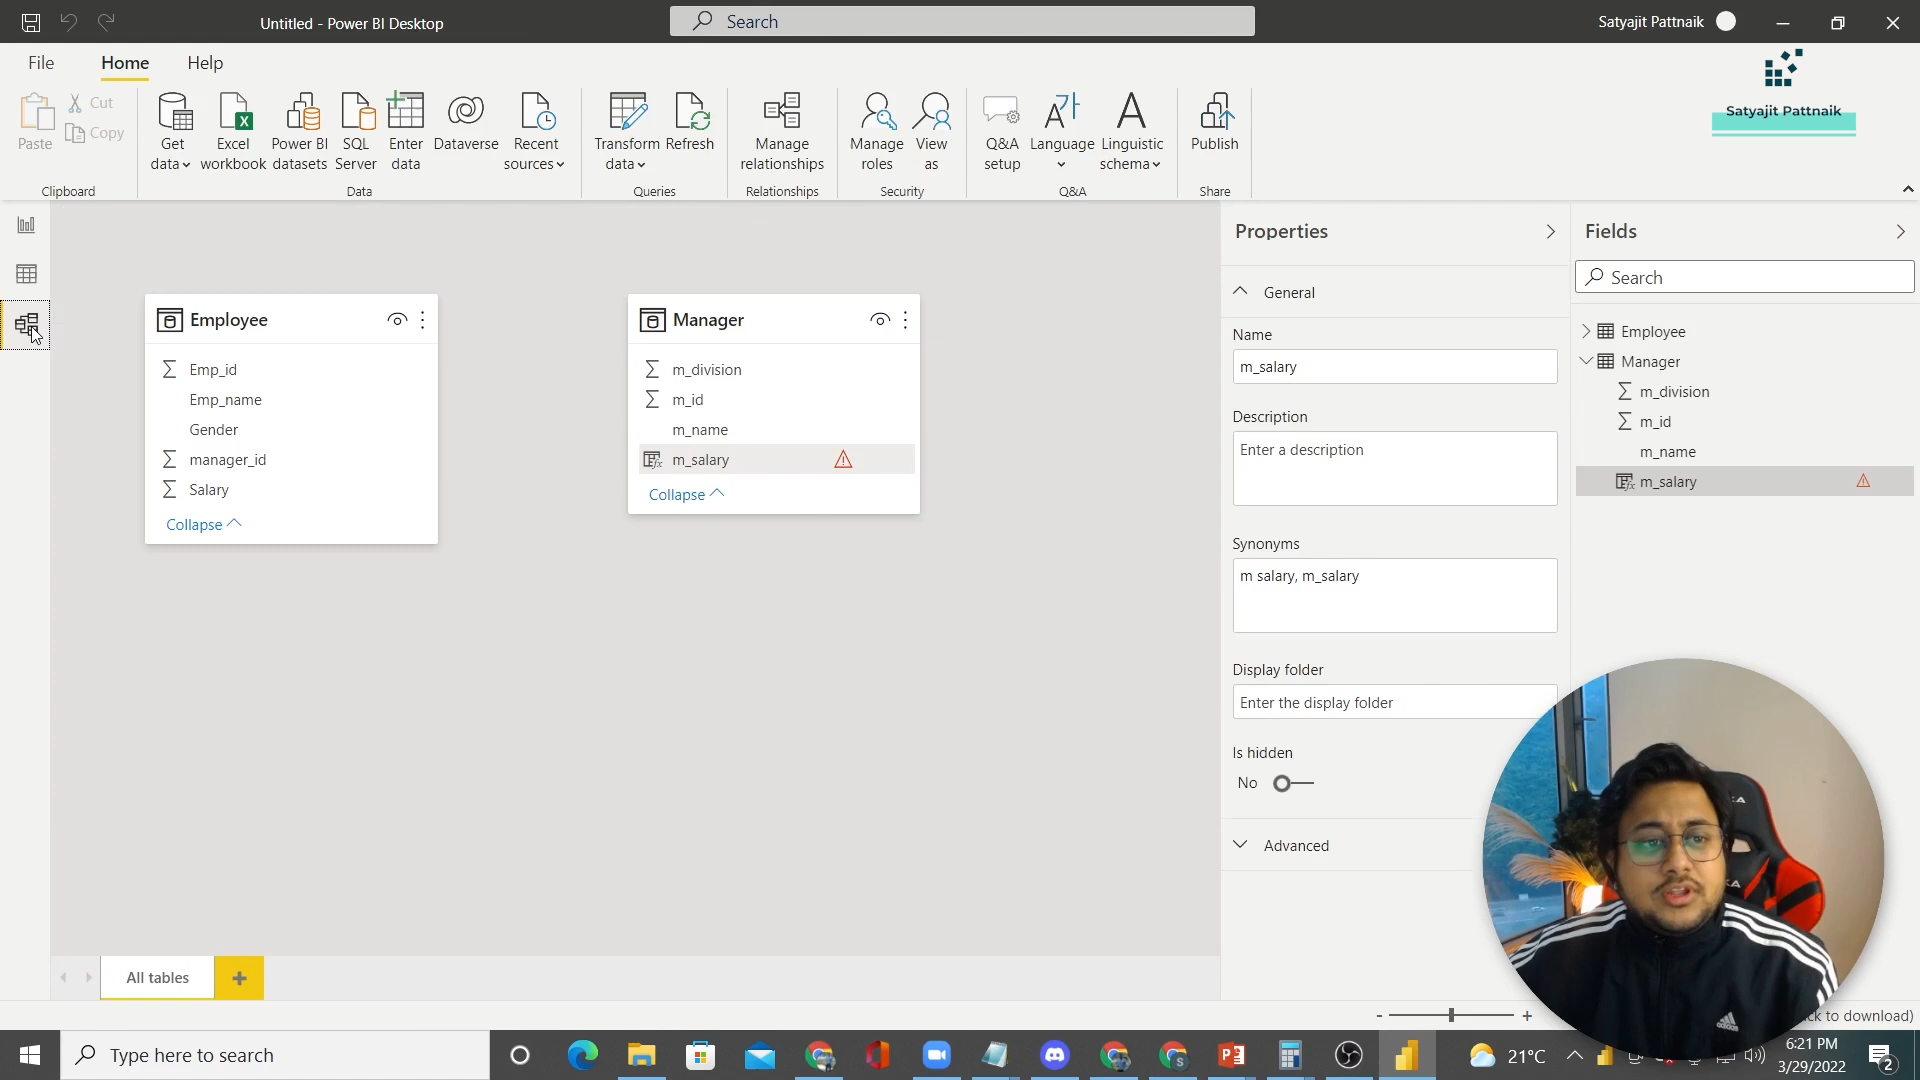 Untitled - Power BI Desktop
Search
Satyajit Pattnaik
File
Home
Help
Paste
Cut
Copy
Clipboard
Get
data
Excel
workbook
Power BI
datasets
SQL
Server
Enter
data
Dataverse
Recent
sources
Data
Transform
data
Refresh
Queries
Manage
relationships
Relationships
Manage
roles
View
as
Security
Q&A
setup
Language
Linguistic
schema
Q&A
Publish
Share
Satyajit Pattnaik
Employee
Emp_id
Emp_name
Gender
manager_id
Salary
Collapse
Manager
m_division
m_id
m_name
m_salary
Collapse
Properties
General
Name
m_salary
Description
Enter a description
Synonyms
m salary, m_salary
Display folder
Enter the display folder
Is hidden
No
Advanced
Fields
Search
Employee
Manager
m_division
m_id
m_name
m_salary
All tables
+
- +
to download)
Type here to search
21°C
6:21 PM
3/29/2022
2